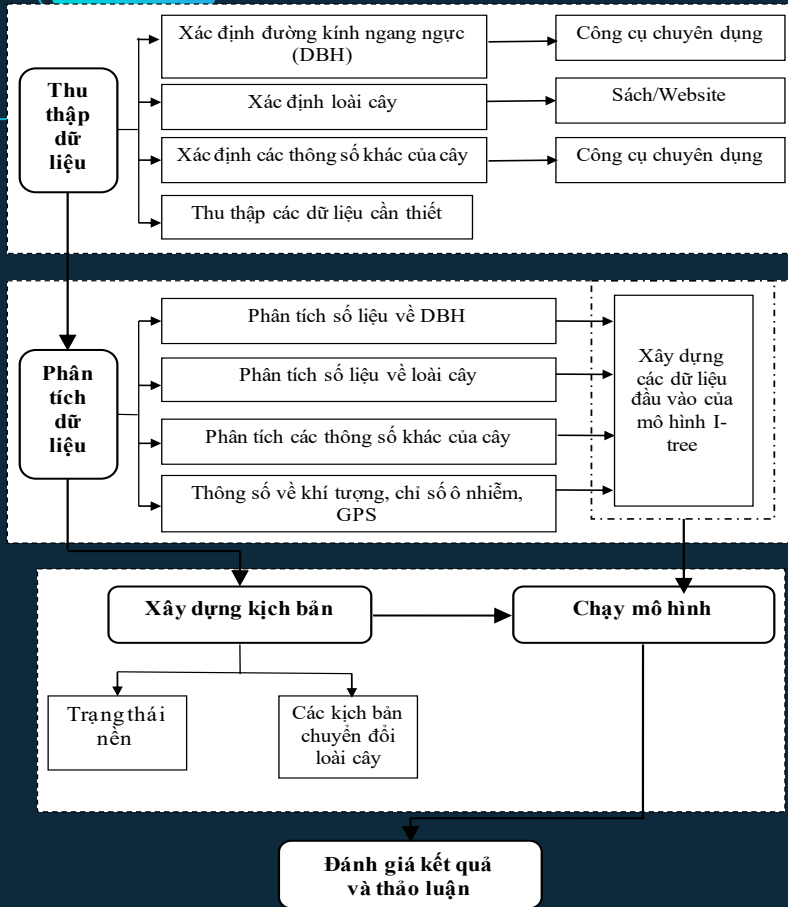 Thu
thập
dữ
liệu
Xác định đường kính ngang ngực
(DBH)
Công cụ chuyên dụng
Xác định loài cây
Sách/Website
Xác định các thông số khác của cây
Công cụ chuyên dụng
Thu thập các dữ liệu cần thiết
Phân
tích
dữ
liệu
Phân tích số liệu về DBH
Phân tích số liệu về loài cây
Phân tích các thông số khác của cây
Thông số về khí tượng, chỉ số ô nhiễm,
GPS
Xây dựng
các dữ liệu
đầu vào của
mô hình I-
tree
Xây dựng kịch bản
Chạy mô hình
Trạng thái
nền
Các kịch bản
chuyển đổi
loài cây
Đánh giá kết quả
và thảo luận